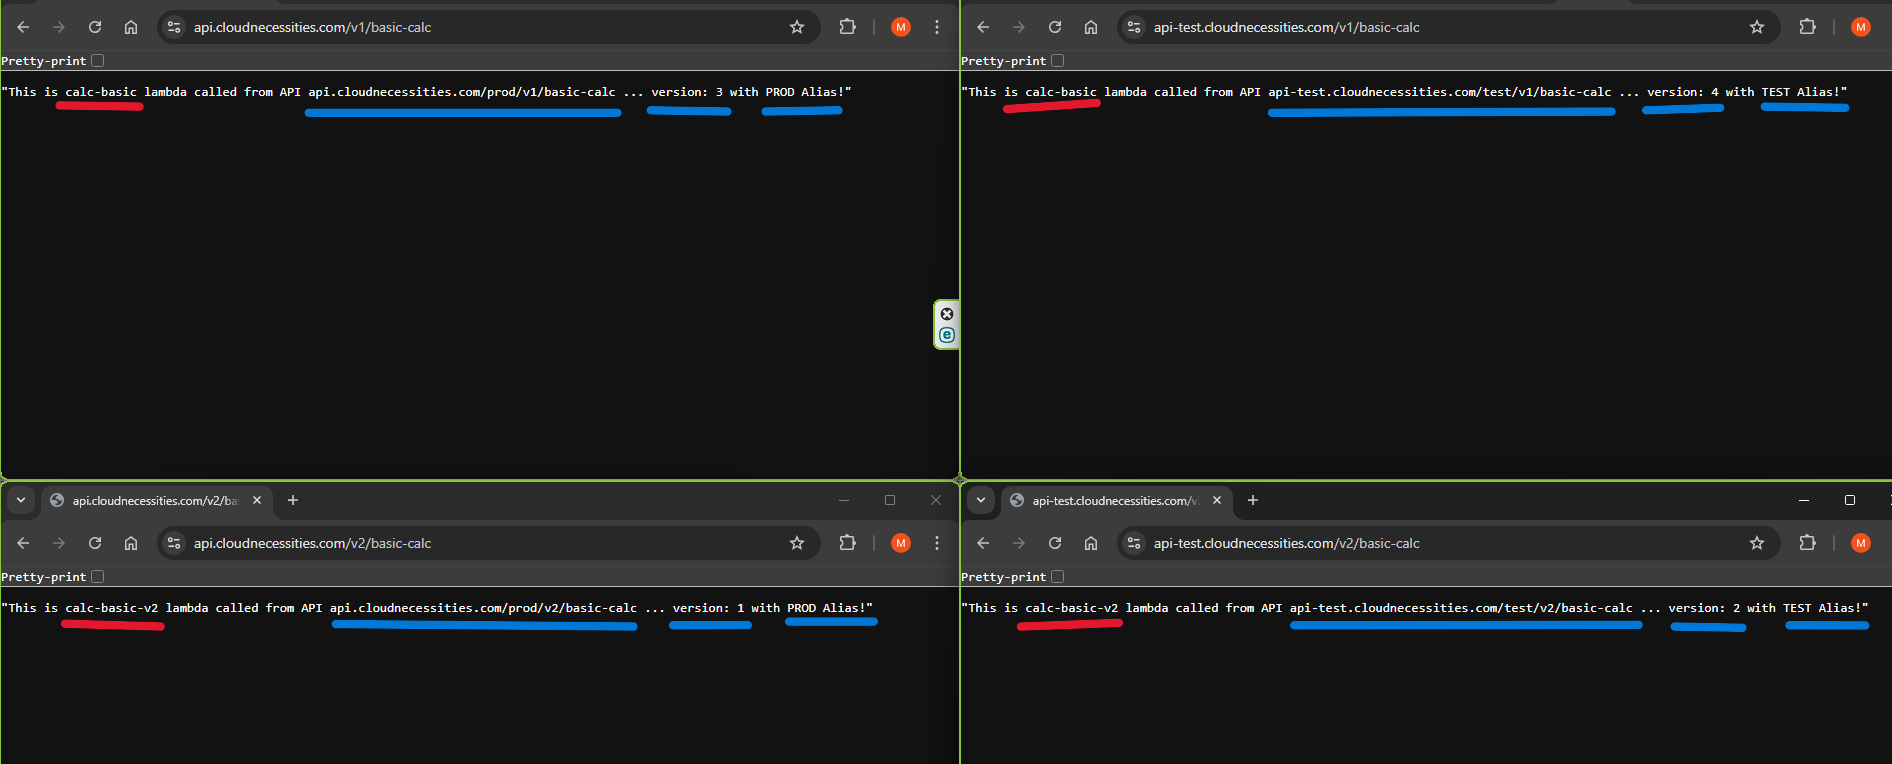 api.cloudnecessities.com/v1/basic-calc
M
Pretty-print
"This is calc-basic lambda called from API api.cloudnecessities.com/prod/v1/basic-calc ... version: 3 with PROD Alias!"
api-test.cloudnecessities.com/v1/basic-calc
M
Pretty-print
"This is calc-basic lambda called from API api-test.cloudnecessities.com/test/v1/basic-calc ... version: 4 with TEST Alias!"
e
api.cloudnecessities.com/v2/ba
api.cloudnecessities.com/v2/basic-calc
M
Pretty-print
"This is calc-basic-v2 lambda called from API api.cloudnecessities.com/prod/v2/basic-calc ... version: 1 with PROD Alias!"
api-test.cloudnecessities.com/v
api-test.cloudnecessities.com/v2/basic-calc
M
Pretty-print
"This is calc-basic-v2 lambda called from API api-test.cloudnecessities.com/test/v2/basic-calc ... version: 2 with TEST Alias!"